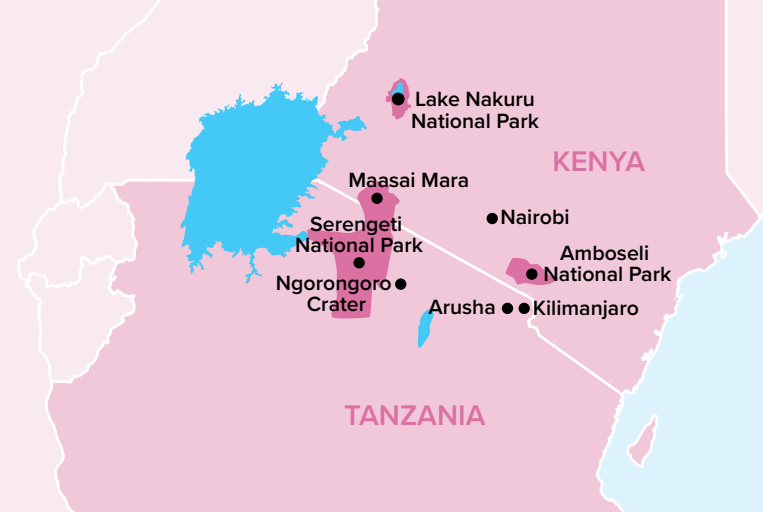 Lake Nakuru
National Park
KENYA
Maasai Mara
Nairobi
Serengeti
National Park
Amboseli
National Park
Ngorongoro
Crater
Arusha
Kilimanjaro
TANZANIA